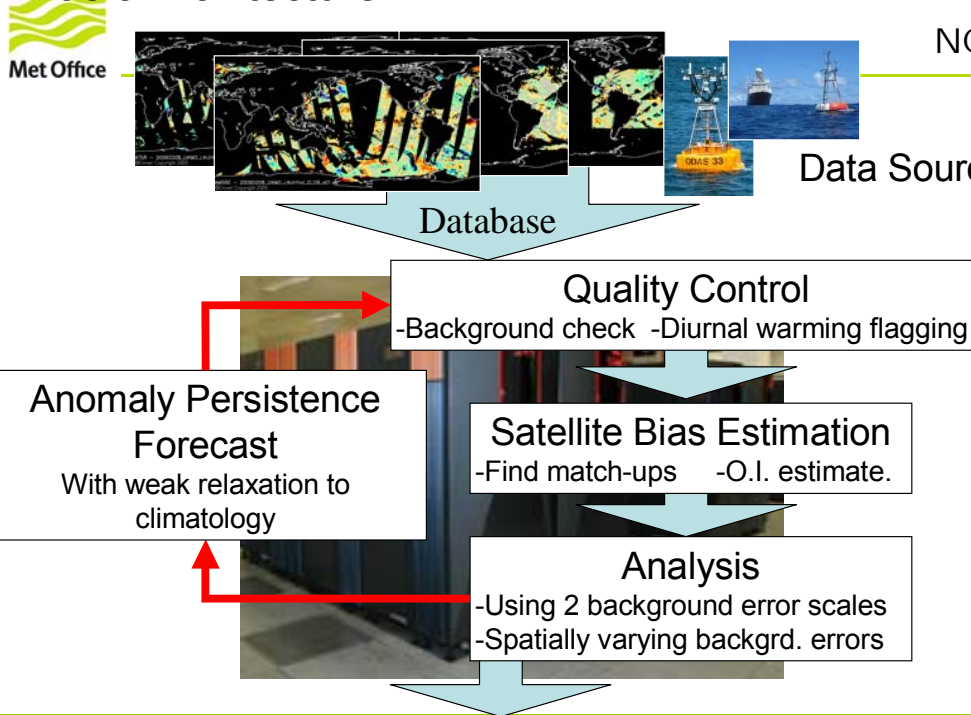 Met Office
NC
ODAS 33
Data Sourc
Database
Quality Control
-Background check -Diurnal warming flagging
Anomaly Persistence
Forecast
With weak relaxation to
climatology
Satellite Bias Estimation
-Find match-ups -O.I. estimate.
Analysis
-Using 2 background error scales
-Spatially varying backgrd. errors